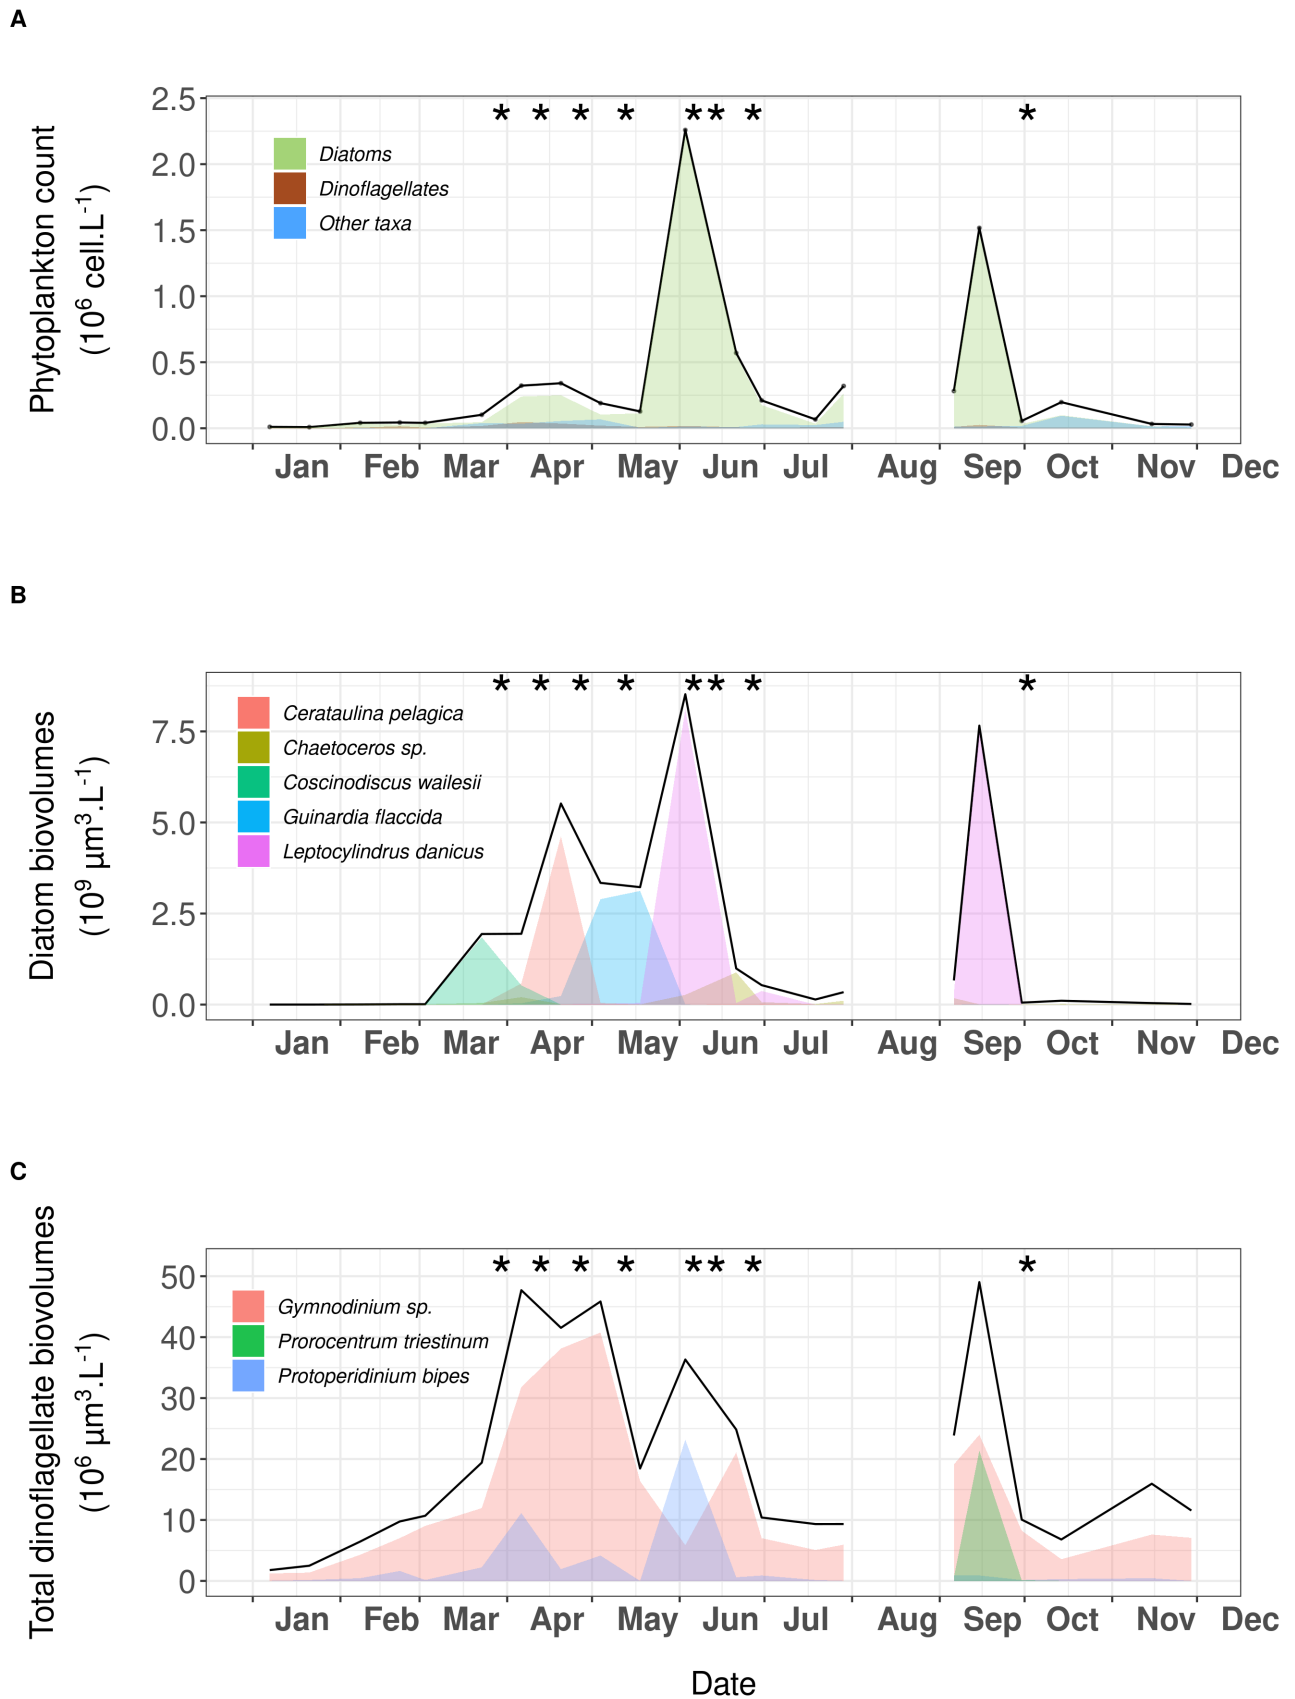 A
Phytoplankton count
(10⁶ cell.L⁻¹)
2.5
2.0
1.5
1.0
0.5
0.0
* * * * * * * *
Diatoms
Dinoflagellates
Other taxa
Jan Feb Mar Apr May Jun Jul Aug Sep Oct Nov Dec
B
Diatom biovolumes
(10⁹ µm³.L⁻¹)
7.5
5.0
2.5
0.0
* * * * * * * *
Cerataulina pelagica
Chaetoceros sp.
Coscinodiscus wailesii
Guinardia flaccida
Leptocylindrus danicus
Jan Feb Mar Apr May Jun Jul Aug Sep Oct Nov Dec
C
Total dinoflagellate biovolumes
(10⁶ µm³.L⁻¹)
50
40
30
20
10
0
* * * * * * * *
Gymnodinium sp.
Prorocentrum triestinum
Protoperidinium bipes
Jan Feb Mar Apr May Jun Jul Aug Sep Oct Nov Dec
Date